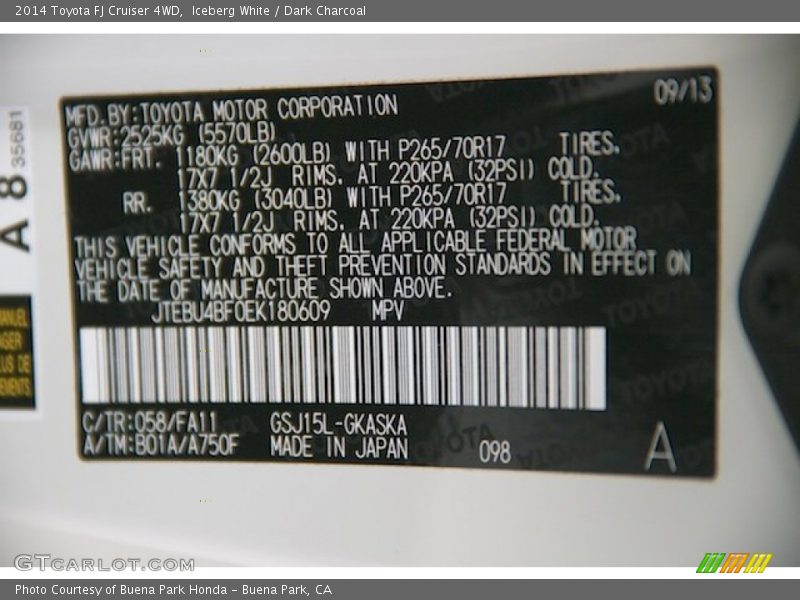 2014 Toyota FJ Cruiser 4WD,  Iceberg White / Dark Charcoal
09/13
MFD. BY: TOYOTA MOTOR CORPORATION
GVWR: 2525KG (5570LB)
GAWR: FRT. 1180KG (2600LB) WITH P265/70R17 TIRES,
17X7 1/2J RIMS, AT 220KPA (32PSI) COLD.
RR. 1380KG (3040LB) WITH P265/70R17 TIRES,
17X7 1/2J RIMS, AT 220KPA (32PSI) COLD.
THIS VEHICLE CONFORMS TO ALL APPLICABLE FEDERAL MOTOR
VEHICLE SAFETY AND THEFT PREVENTION STANDARDS IN EFFECT ON
THE DATE OF MANUFACTURE SHOWN ABOVE.
JTEBU4BF0EK180609 MPV
C/TR: 058/FA11 GSJ15L-GKASKA
A/TM: B01A/A750F MADE IN JAPAN 098 A
A 8 35681
GTCARLOT.COM
Photo Courtesy of Buena Park Honda – Buena Park, CA